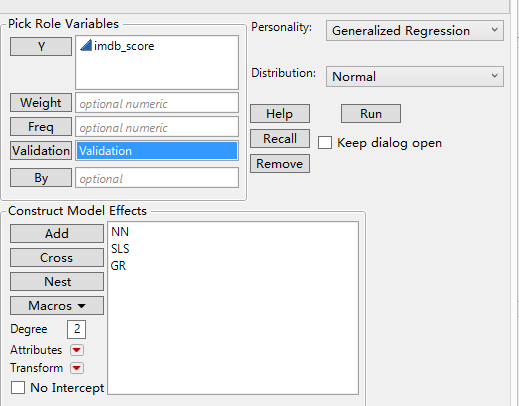 Pick Role Variables
Y
imdb_score
Weight
optional numeric
Freq
optional numeric
Validation
Validation
By
optional
Personality:
Generalized Regression
Distribution:
Normal
Help
Run
Recall
Keep dialog open
Remove
Construct Model Effects
Add
Cross
Nest
Macros
Degree
2
Attributes
Transform
No Intercept
NN
SLS
GR